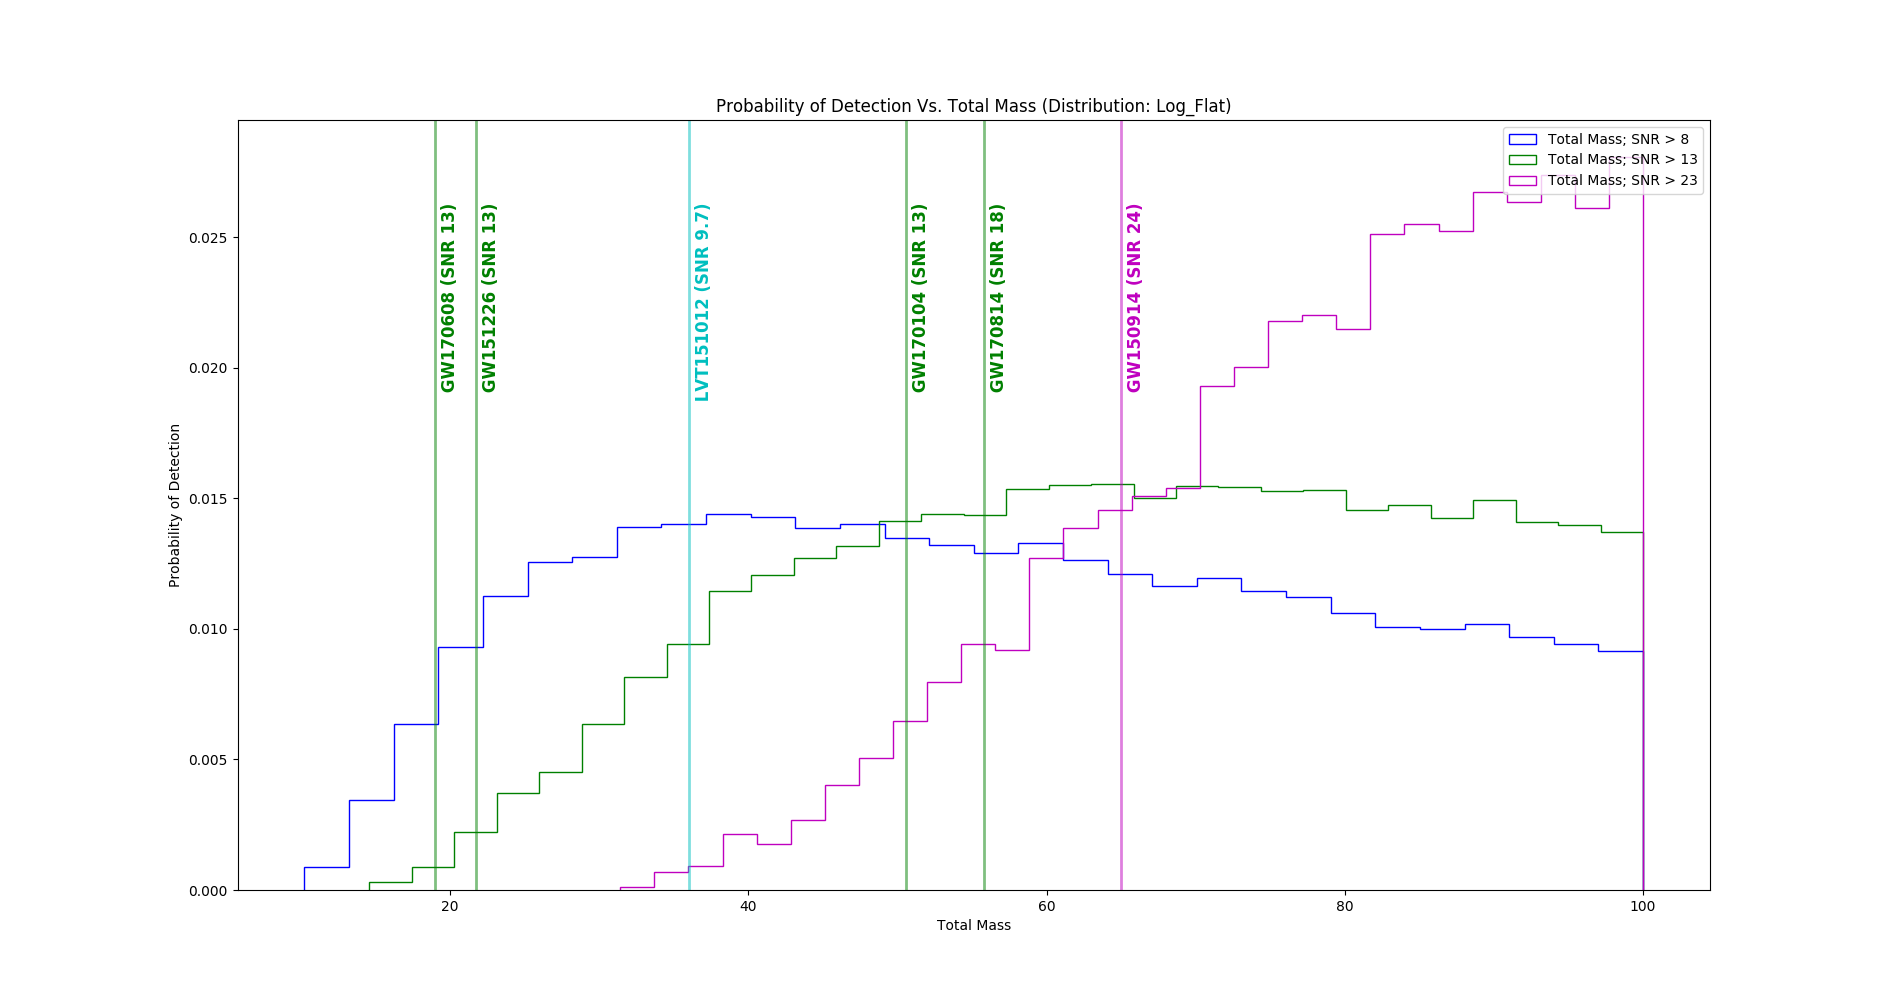 Probability of Detection Vs. Total Mass (Distribution: Log_Flat)
Total Mass; SNR > 8
Total Mass; SNR > 13
Total Mass; SNR > 23
GW170608 (SNR 13)
GW151226 (SNR 13)
LVT151012 (SNR 9.7)
GW170104 (SNR 13)
GW170814 (SNR 18)
GW150914 (SNR 24)
Probability of Detection
0.025
0.020
0.015
0.010
0.005
0.000
20
40
60
80
100
Total Mass